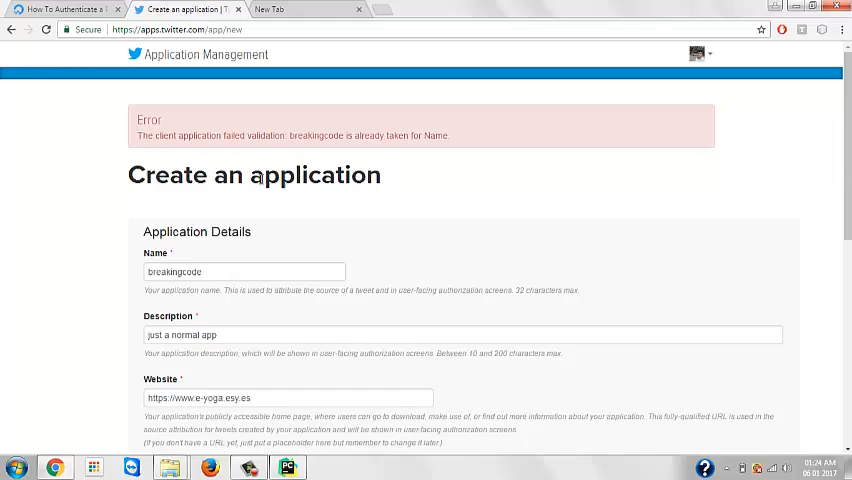 How To Authenticate a T
Create an application | T
New Tab
Secure
https://apps.twitter.com/app/new
Application Management
Error
The client application failed validation: breakingcode is already taken for Name.
Create an application
Application Details
Name *
breakingcode
Your application name. This is used to attribute the source of a tweet and in user-facing authorization screens. 32 characters max.
Description *
just a normal app
Your application description, which will be shown in user-facing authorization screens. Between 10 and 200 characters max.
Website *
https://www.e-yoga.esy.es
Your application's publicly accessible home page, where users can go to download, make use of, or find out more information about your application. This fully-qualified URL is used in the
source attribution for tweets created by your application and will be shown in user-facing authorization screens.
(If you don't have a URL yet, just put a placeholder here but remember to change it later.)
PC
?
01:24 AM
06 01 2017